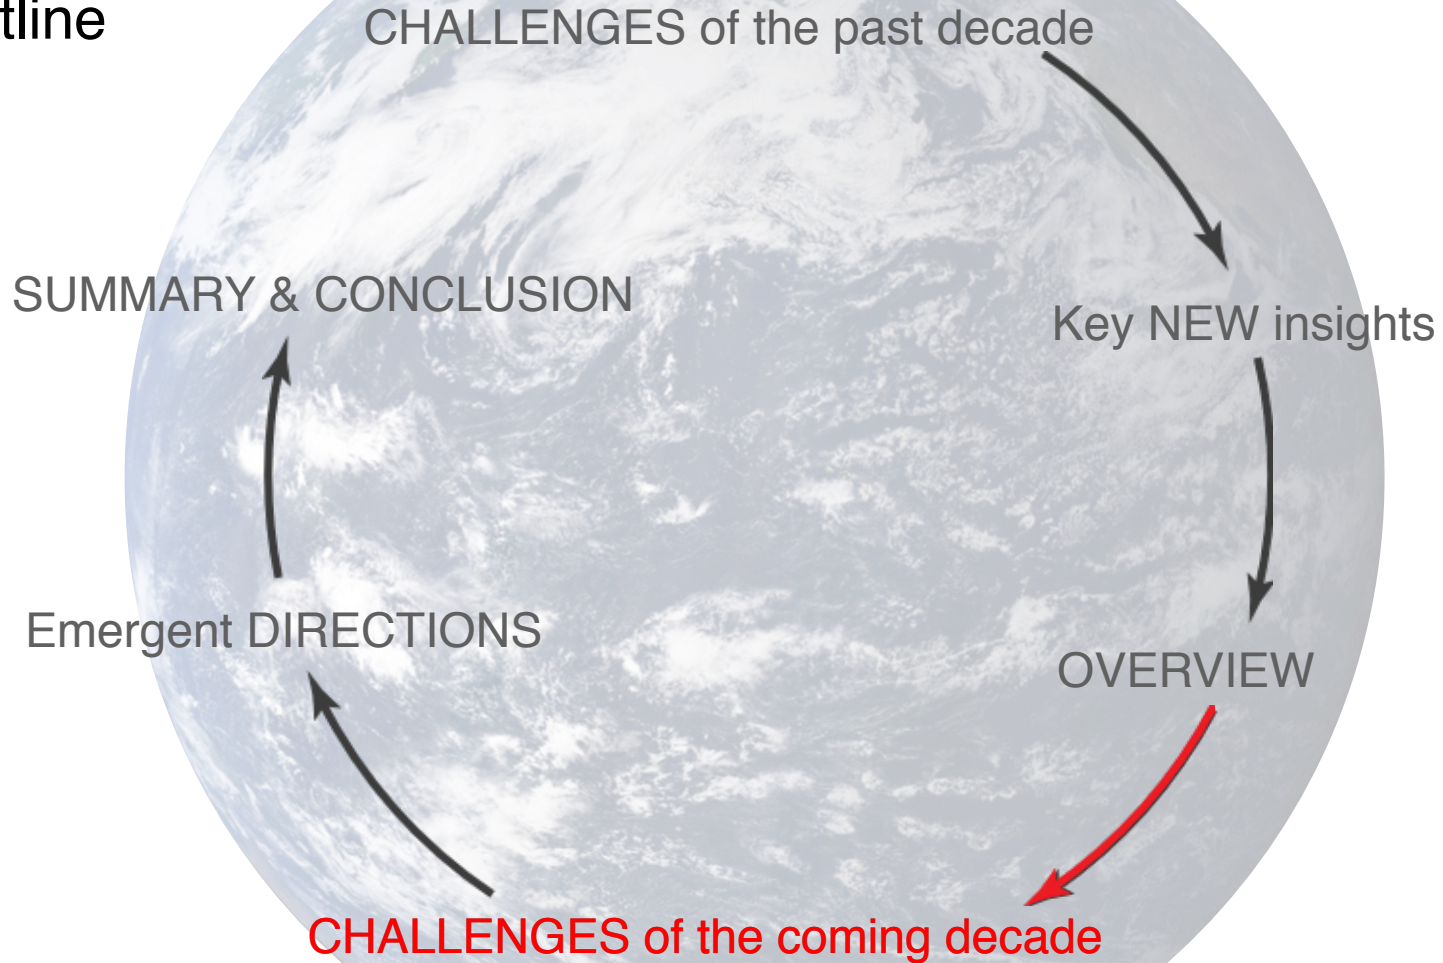 tline
CHALLENGES of the past decade
Key NEW insights
OVERVIEW
CHALLENGES of the coming decade
Emergent DIRECTIONS
SUMMARY & CONCLUSION